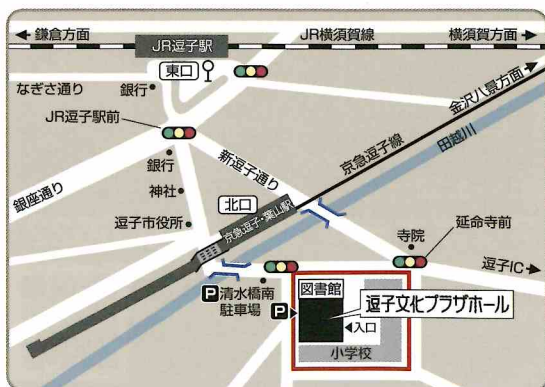 鎌倉方面
JR逗子駅
JR横須賀線
横須賀方面
東口
なぎさ通り
銀行
金沢八景方面
JR逗子駅前
京急逗子線
田越川
銀行
新逗子通り
神社
銀座通り
北口
京急逗子・葉山駅
逗子市役所
寺院
延命寺前
逗子IC
P 清水橋南
駐車場
図書館
P
逗子文化プラザホール
入口
小学校